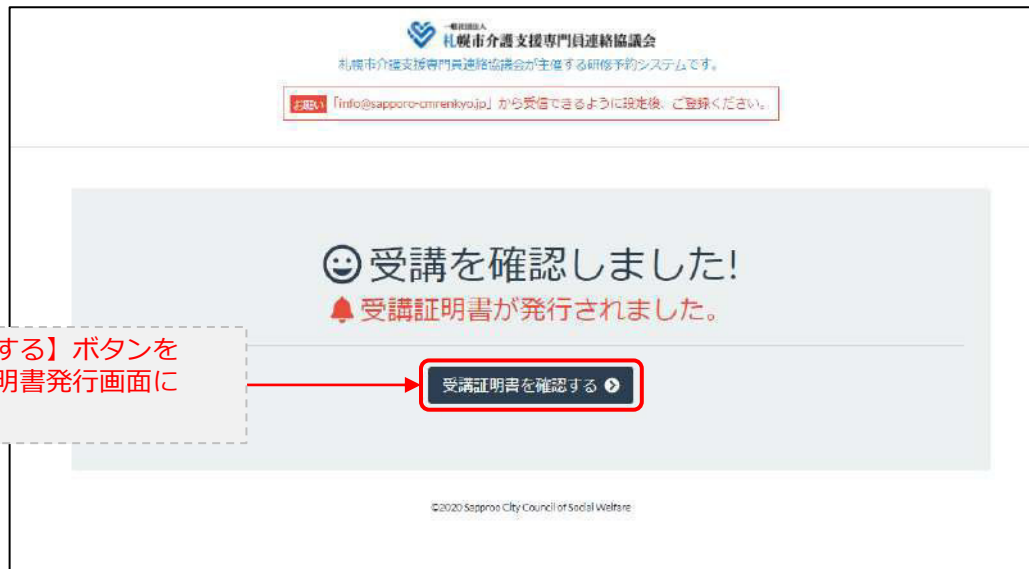 一般社団法人
札幌市介護支援専門員連絡協議会
札幌市介護支援専門員連絡協議会が主催する研修予約システムです。
お願い 「info@sapporo-cmrenkyo.jp」から受信できるように設定後、ご登録ください。
受講を確認しました!
受講証明書が発行されました。
する】ボタンを
明書発行画面に
受講証明書を確認する
©2020 Sapproo City Council of Social Welfare